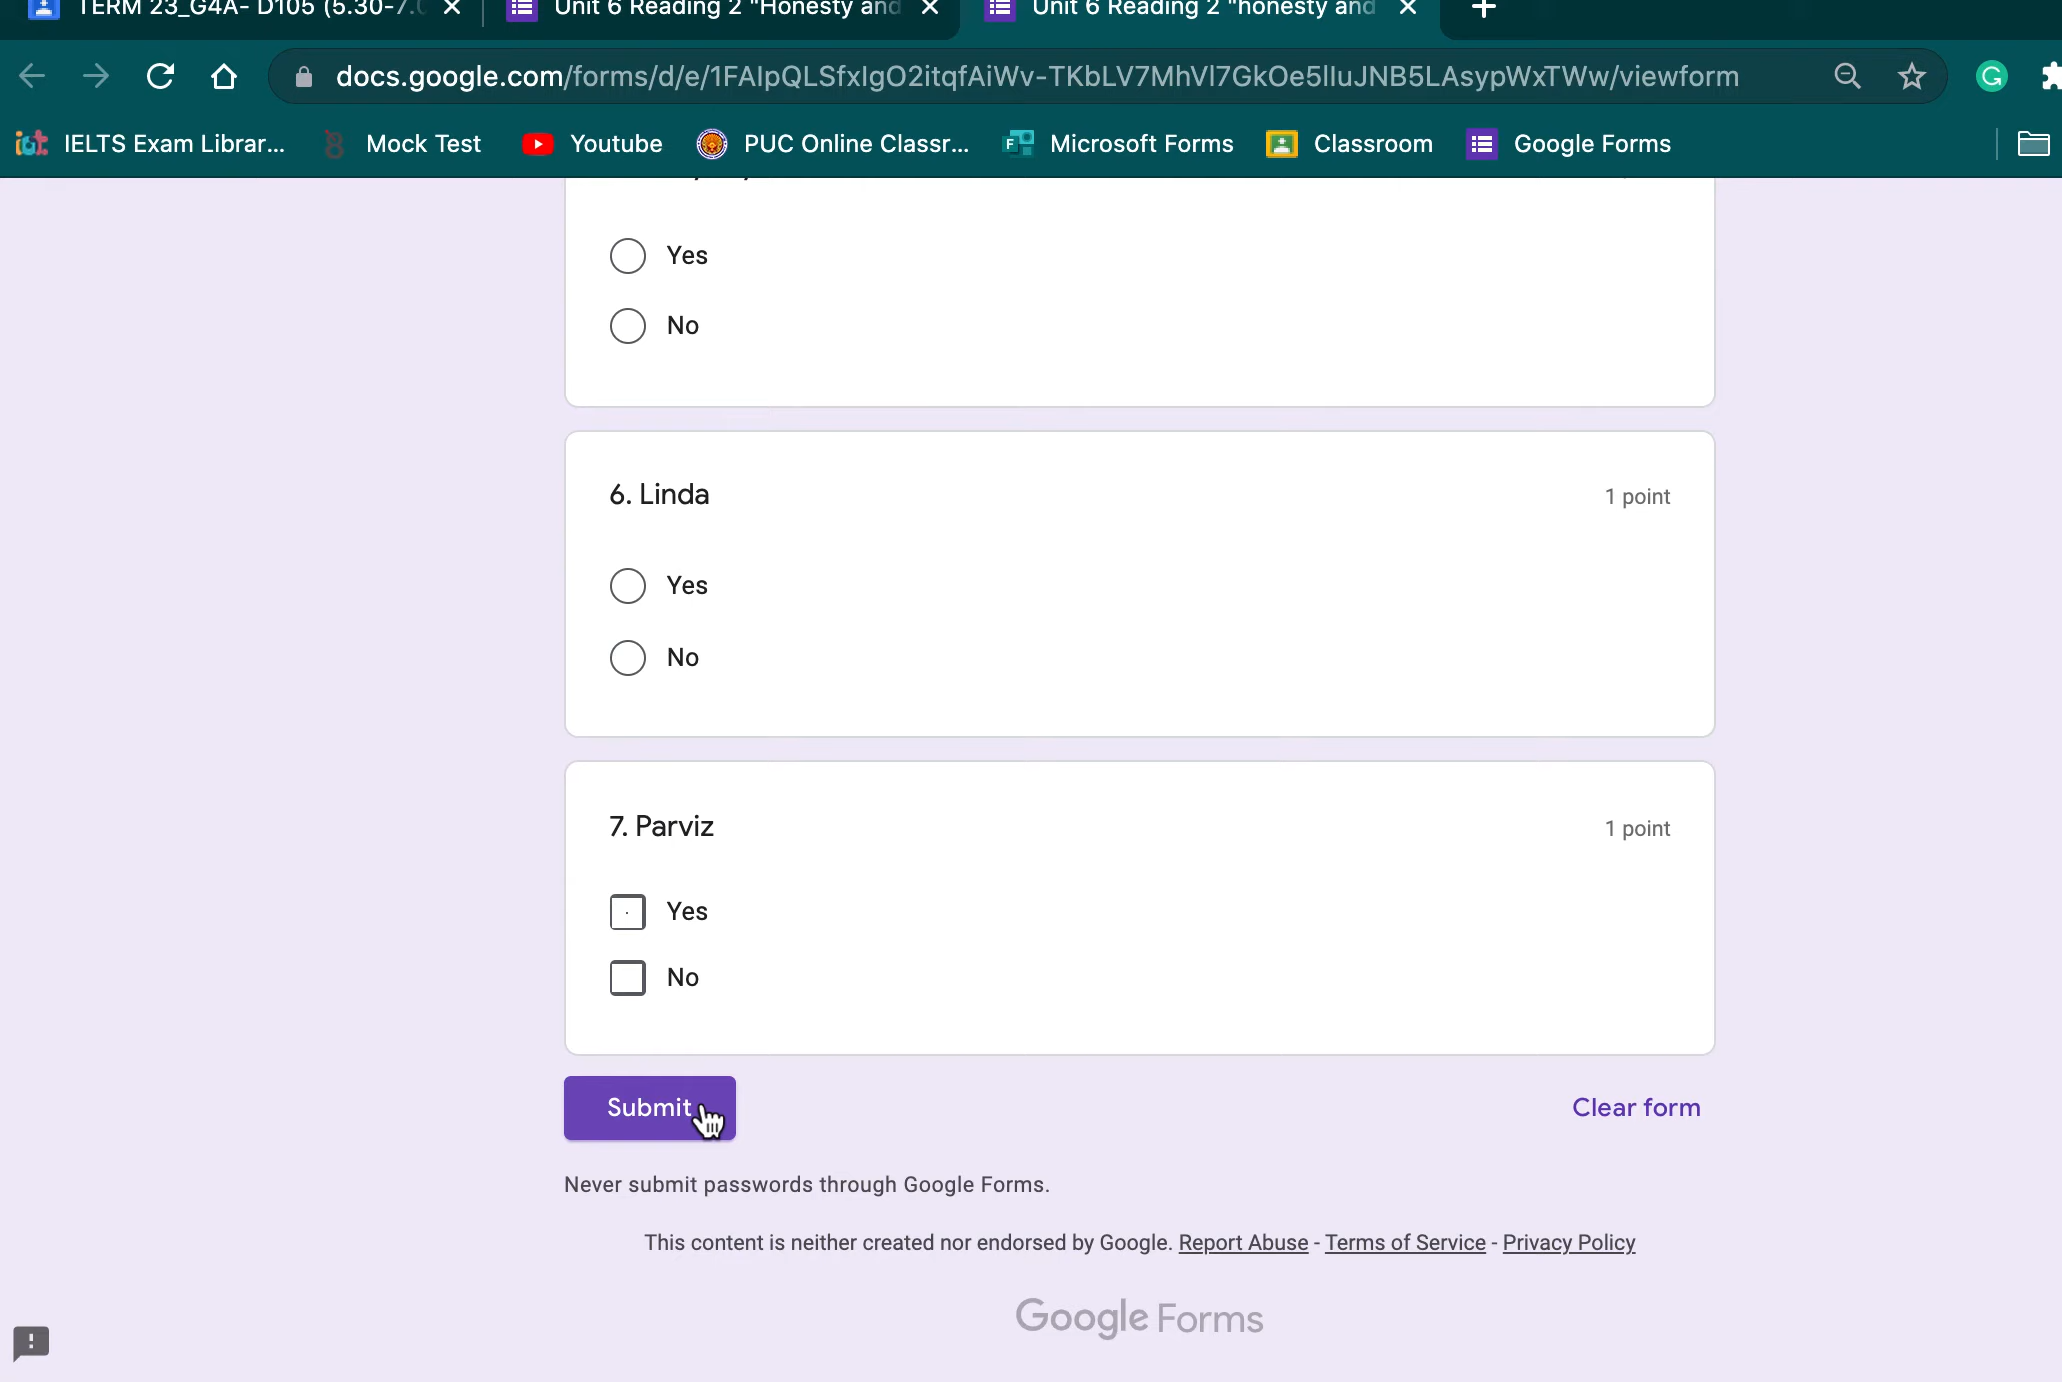 TERM 23_G4A- D105 (5.30-7.0
Unit 6 Reading 2 "Honesty and
Unit 6 Reading 2 "honesty and
docs.google.com/forms/d/e/1FAIpQLSfxIgO2itqfAiWv-TKbLV7MhVl7GkOe5lIuJNB5LAsypWxTWw/viewform
IELTS Exam Librar...
Mock Test
Youtube
PUC Online Classr...
Microsoft Forms
Classroom
Google Forms
Yes
No
6. Linda
1 point
Yes
No
7. Parviz
1 point
Yes
No
Submit
Clear form
Never submit passwords through Google Forms.
This content is neither created nor endorsed by Google. Report Abuse - Terms of Service - Privacy Policy
Google Forms